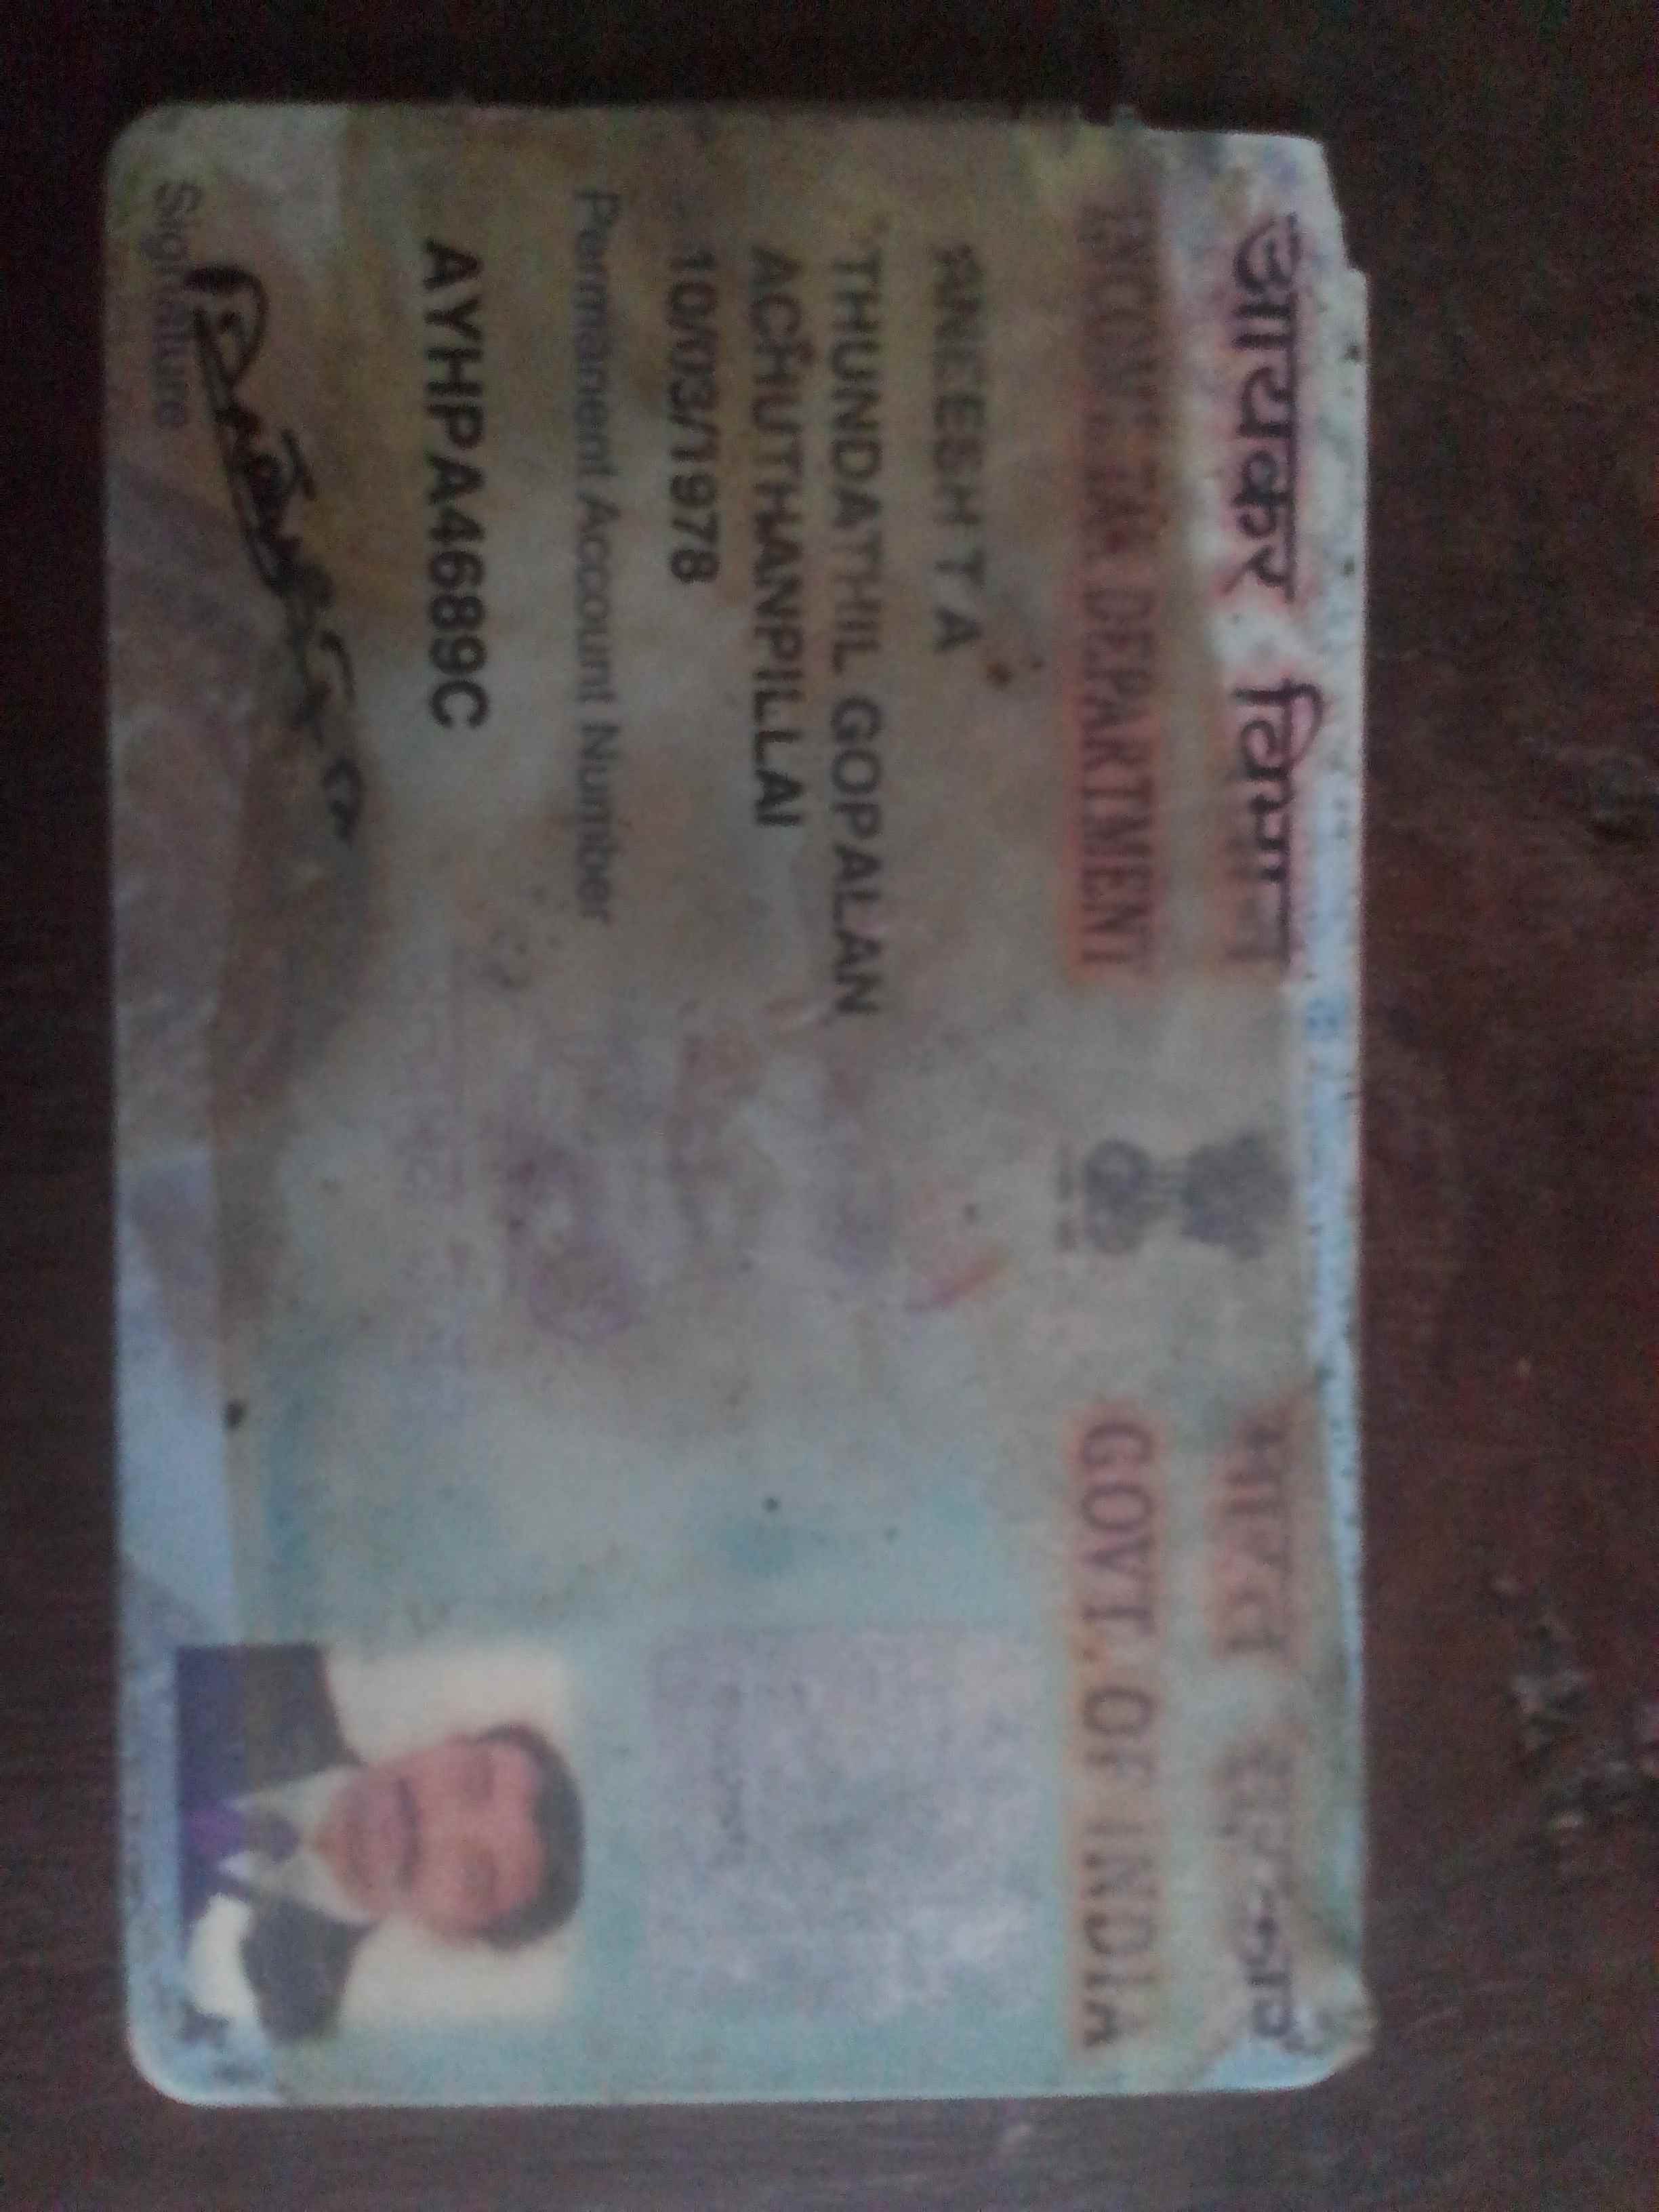 आयकर विभाग
INCOME TAX DEPARTMENT
भारत सरकार
GOVT. OF INDIA
ANEESH T A
THUNDATHIL GOPALAN
ACHUTHANPILLAI
10/03/1978
Permanent Account Number
AYHPA4689C
Signature